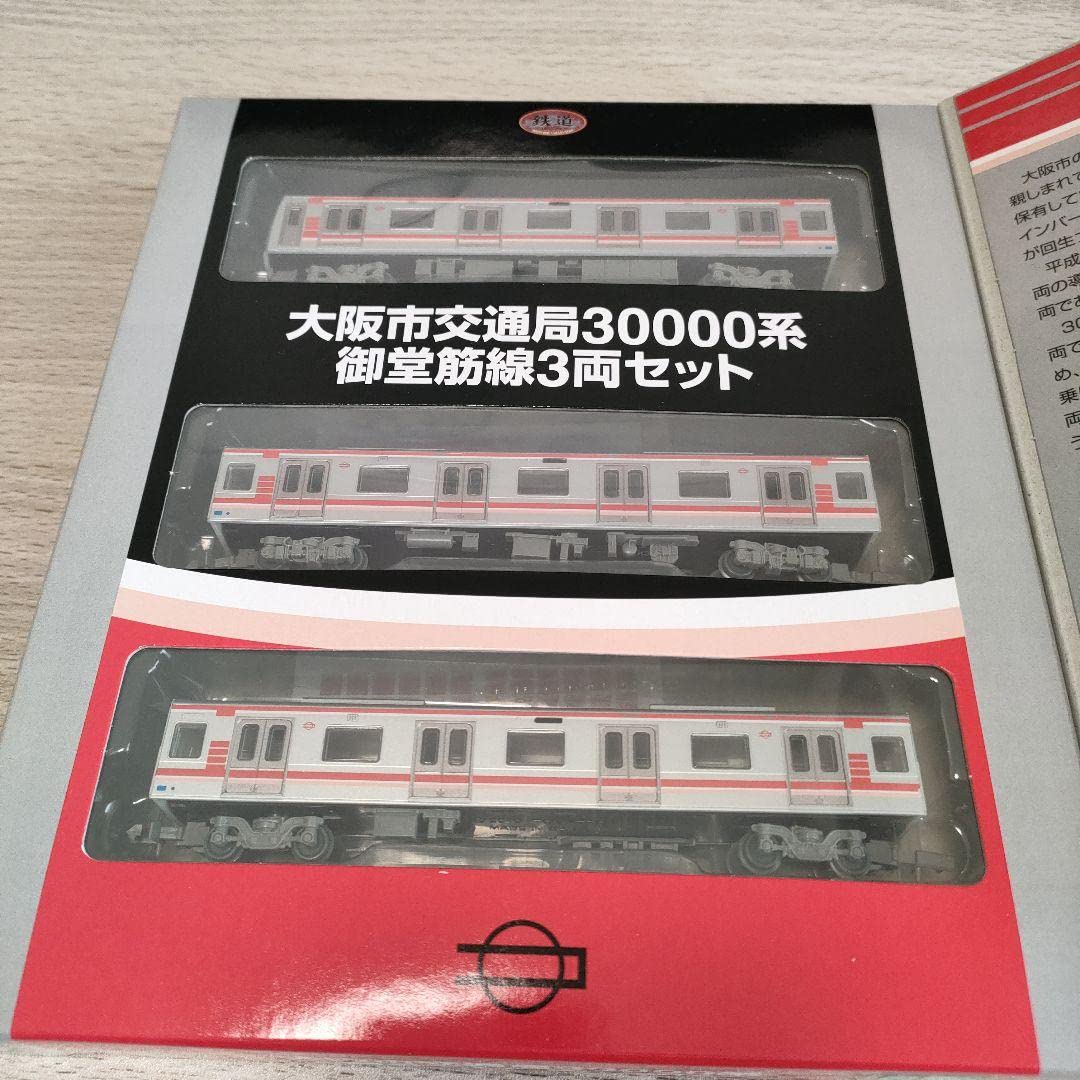 鉄道
大阪市交通局30000系
御堂筋線3両セット
大阪市の
親しまれて
保有して
インバー
が回生
平成
両の導
両であ
30
両で
め、
乗
両